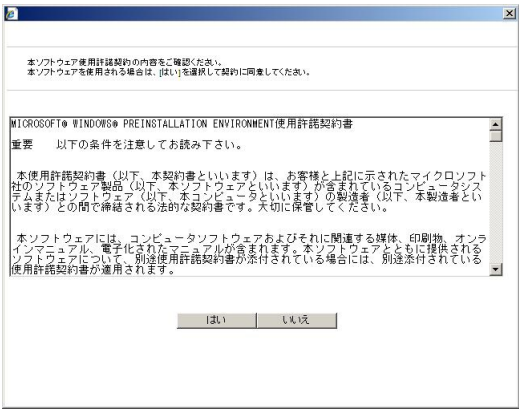 本ソフトウェア使用許諾契約の内容をご確認ください。
本ソフトウェアを使用される場合は、[はい]を選択して契約に同意してください。
MICROSOFT® WINDOWS® PREINSTALLATION ENVIRONMENT使用許諾契約書
重要　　以下の条件を注意してお読み下さい。
本使用許諾契約書（以下、本契約書といいます）は、お客様と上記に示されたマイクロソフト
社のソフトウェア製品（以下、本ソフトウェアといいます）が含まれているコンピュータシス
テムまたはソフトウェア（以下、本コンピュータといいます）の製造者（以下、本製造者とい
います）との間で締結される法的な契約書です。大切に保管してください。
本ソフトウェアには、コンピュータソフトウェアおよびそれに関連する媒体、印刷物、オンラ
インマニュアル、電子化されたマニュアルが含まれます。本ソフトウェアとともに提供される
ソフトウェアについて、別途使用許諾契約書が添付されている場合には、別途添付されている
使用許諾契約書が適用されます。
はい
いいえ